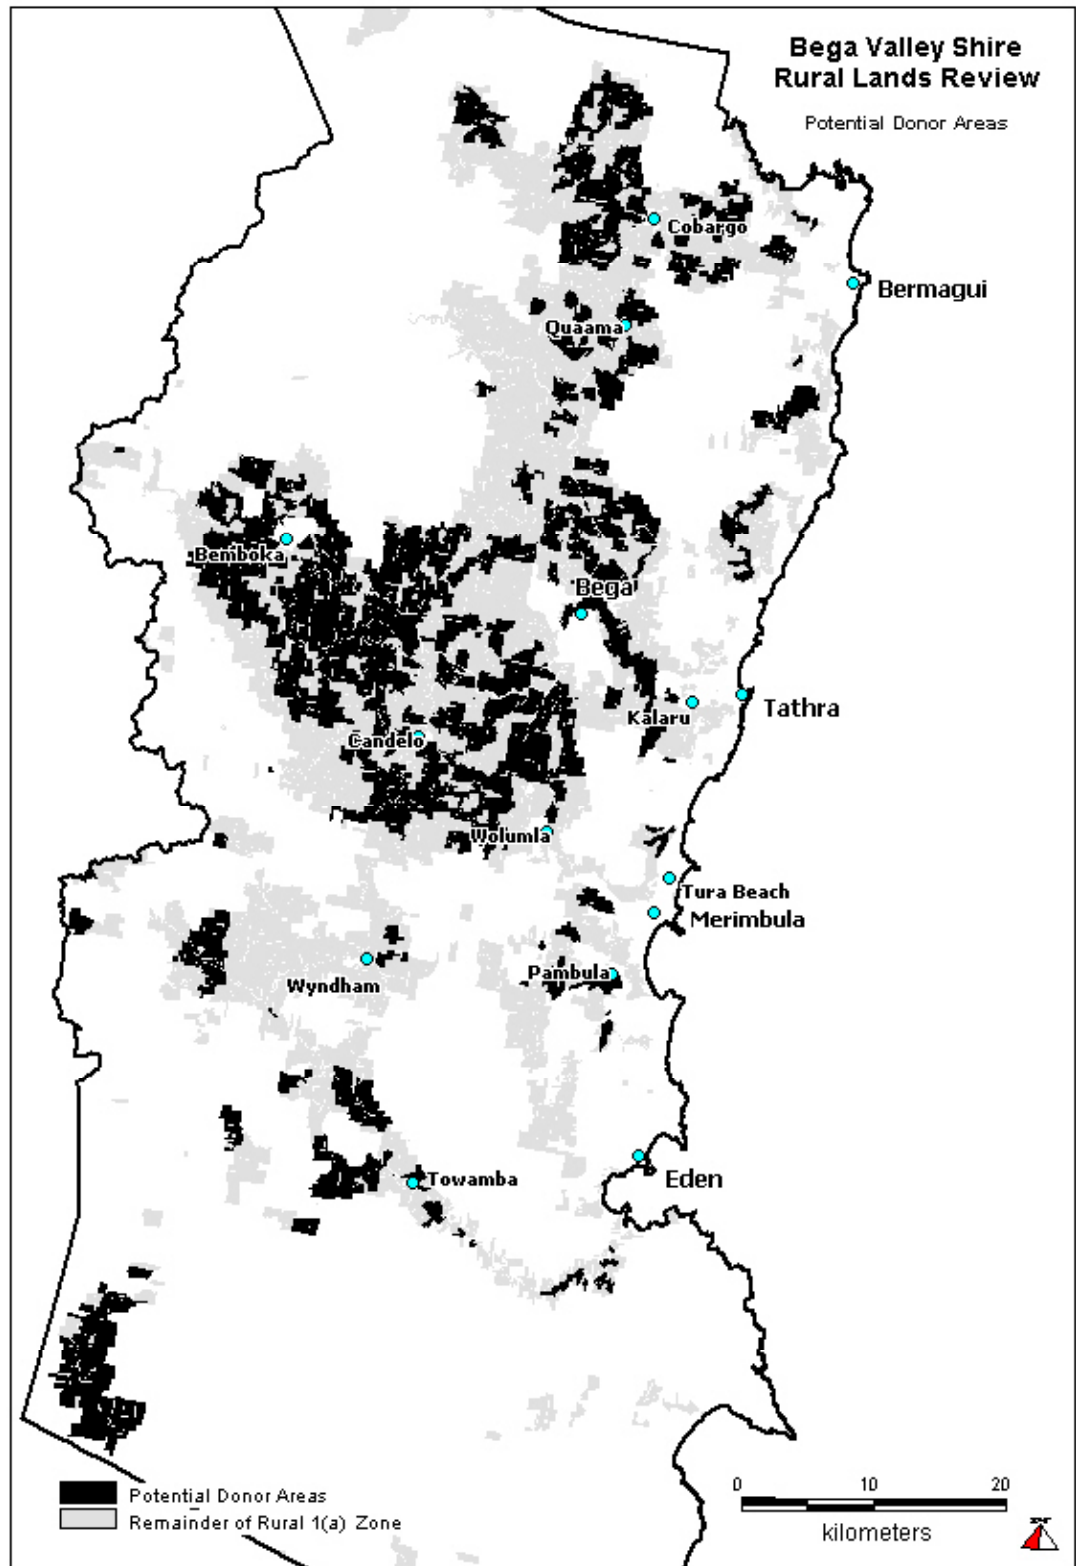 Bega Valley Shire
Rural Lands Review
Potential Donor Areas
Cobargo
Bermagui
Quaama
Bemboka
Bega
Tathra
Kalaru
Candelo
Wolumla
Tura Beach
Merimbula
Pambula
Wyndham
Towamba
Eden
Potential Donor Areas
Remainder of Rural 1(a) Zone
0 10 20
kilometers